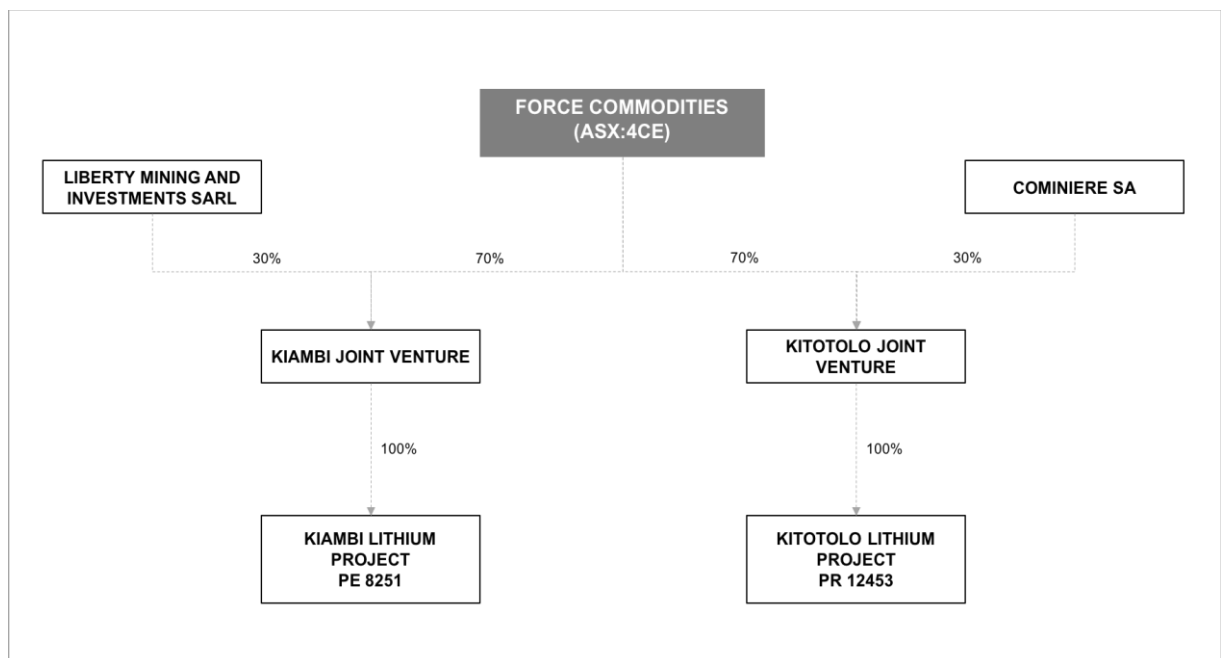 FORCE COMMODITIES
(ASX:4CE)
LIBERTY MINING AND
INVESTMENTS SARL
COMINIERE SA
30%
70%
70%
30%
KIAMBI JOINT VENTURE
KITOTOLO JOINT
VENTURE
100%
100%
KIAMBI LITHIUM
PROJECT
PE 8251
KITOTOLO LITHIUM
PROJECT
PR 12453